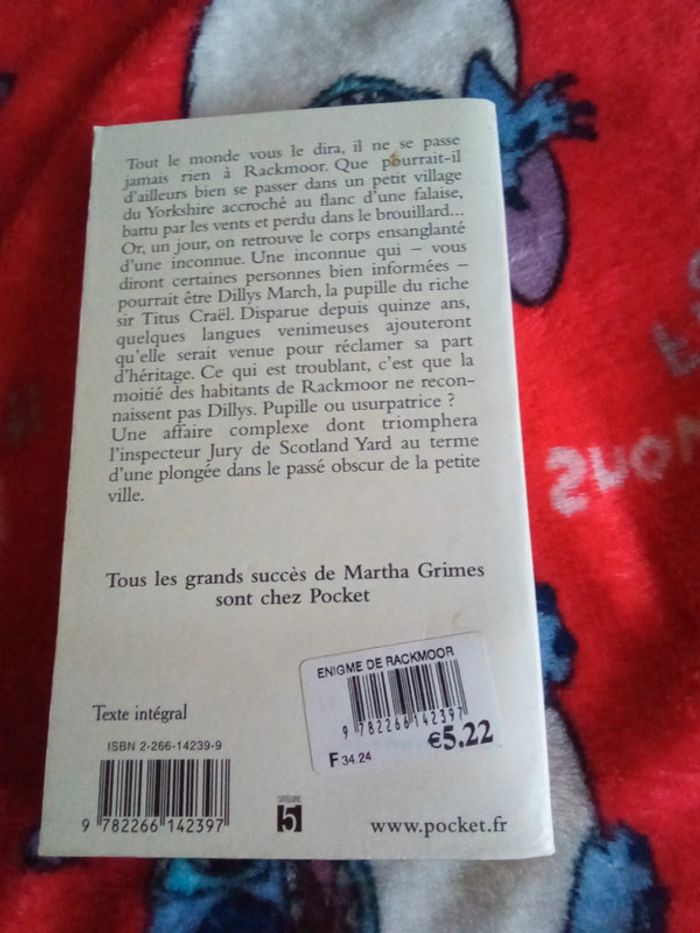 Tout le monde vous le dira, il ne se passe
jamais rien à Rackmoor. Que pourrait-il
d'ailleurs bien se passer dans un petit village
du Yorkshire accroché au flanc d'une falaise,
battu par les vents et perdu dans le brouillard...
Or, un jour, on retrouve le corps ensanglanté
d'une inconnue. Une inconnue qui – vous
diront certaines personnes bien informées –
pourrait être Dillys March, la pupille du riche
sir Titus Craël. Disparue depuis quinze ans,
quelques langues venimeuses ajouteront
qu'elle serait venue pour réclamer sa part
d'héritage. Ce qui est troublant, c'est que la
moitié des habitants de Rackmoor ne recon-
naissent pas Dillys. Pupille ou usurpatrice ?
Une affaire complexe dont triomphera
l'inspecteur Jury de Scotland Yard au terme
d'une plongée dans le passé obscur de la petite
ville.
Tous les grands succès de Martha Grimes
sont chez Pocket
ENIGME DE RACKMOOR
9 782266 142397
€5.22
F 34.24
Texte intégral
ISBN 2-266-14239-9
9 782266 142397
CATÉGORIE
5
www.pocket.fr